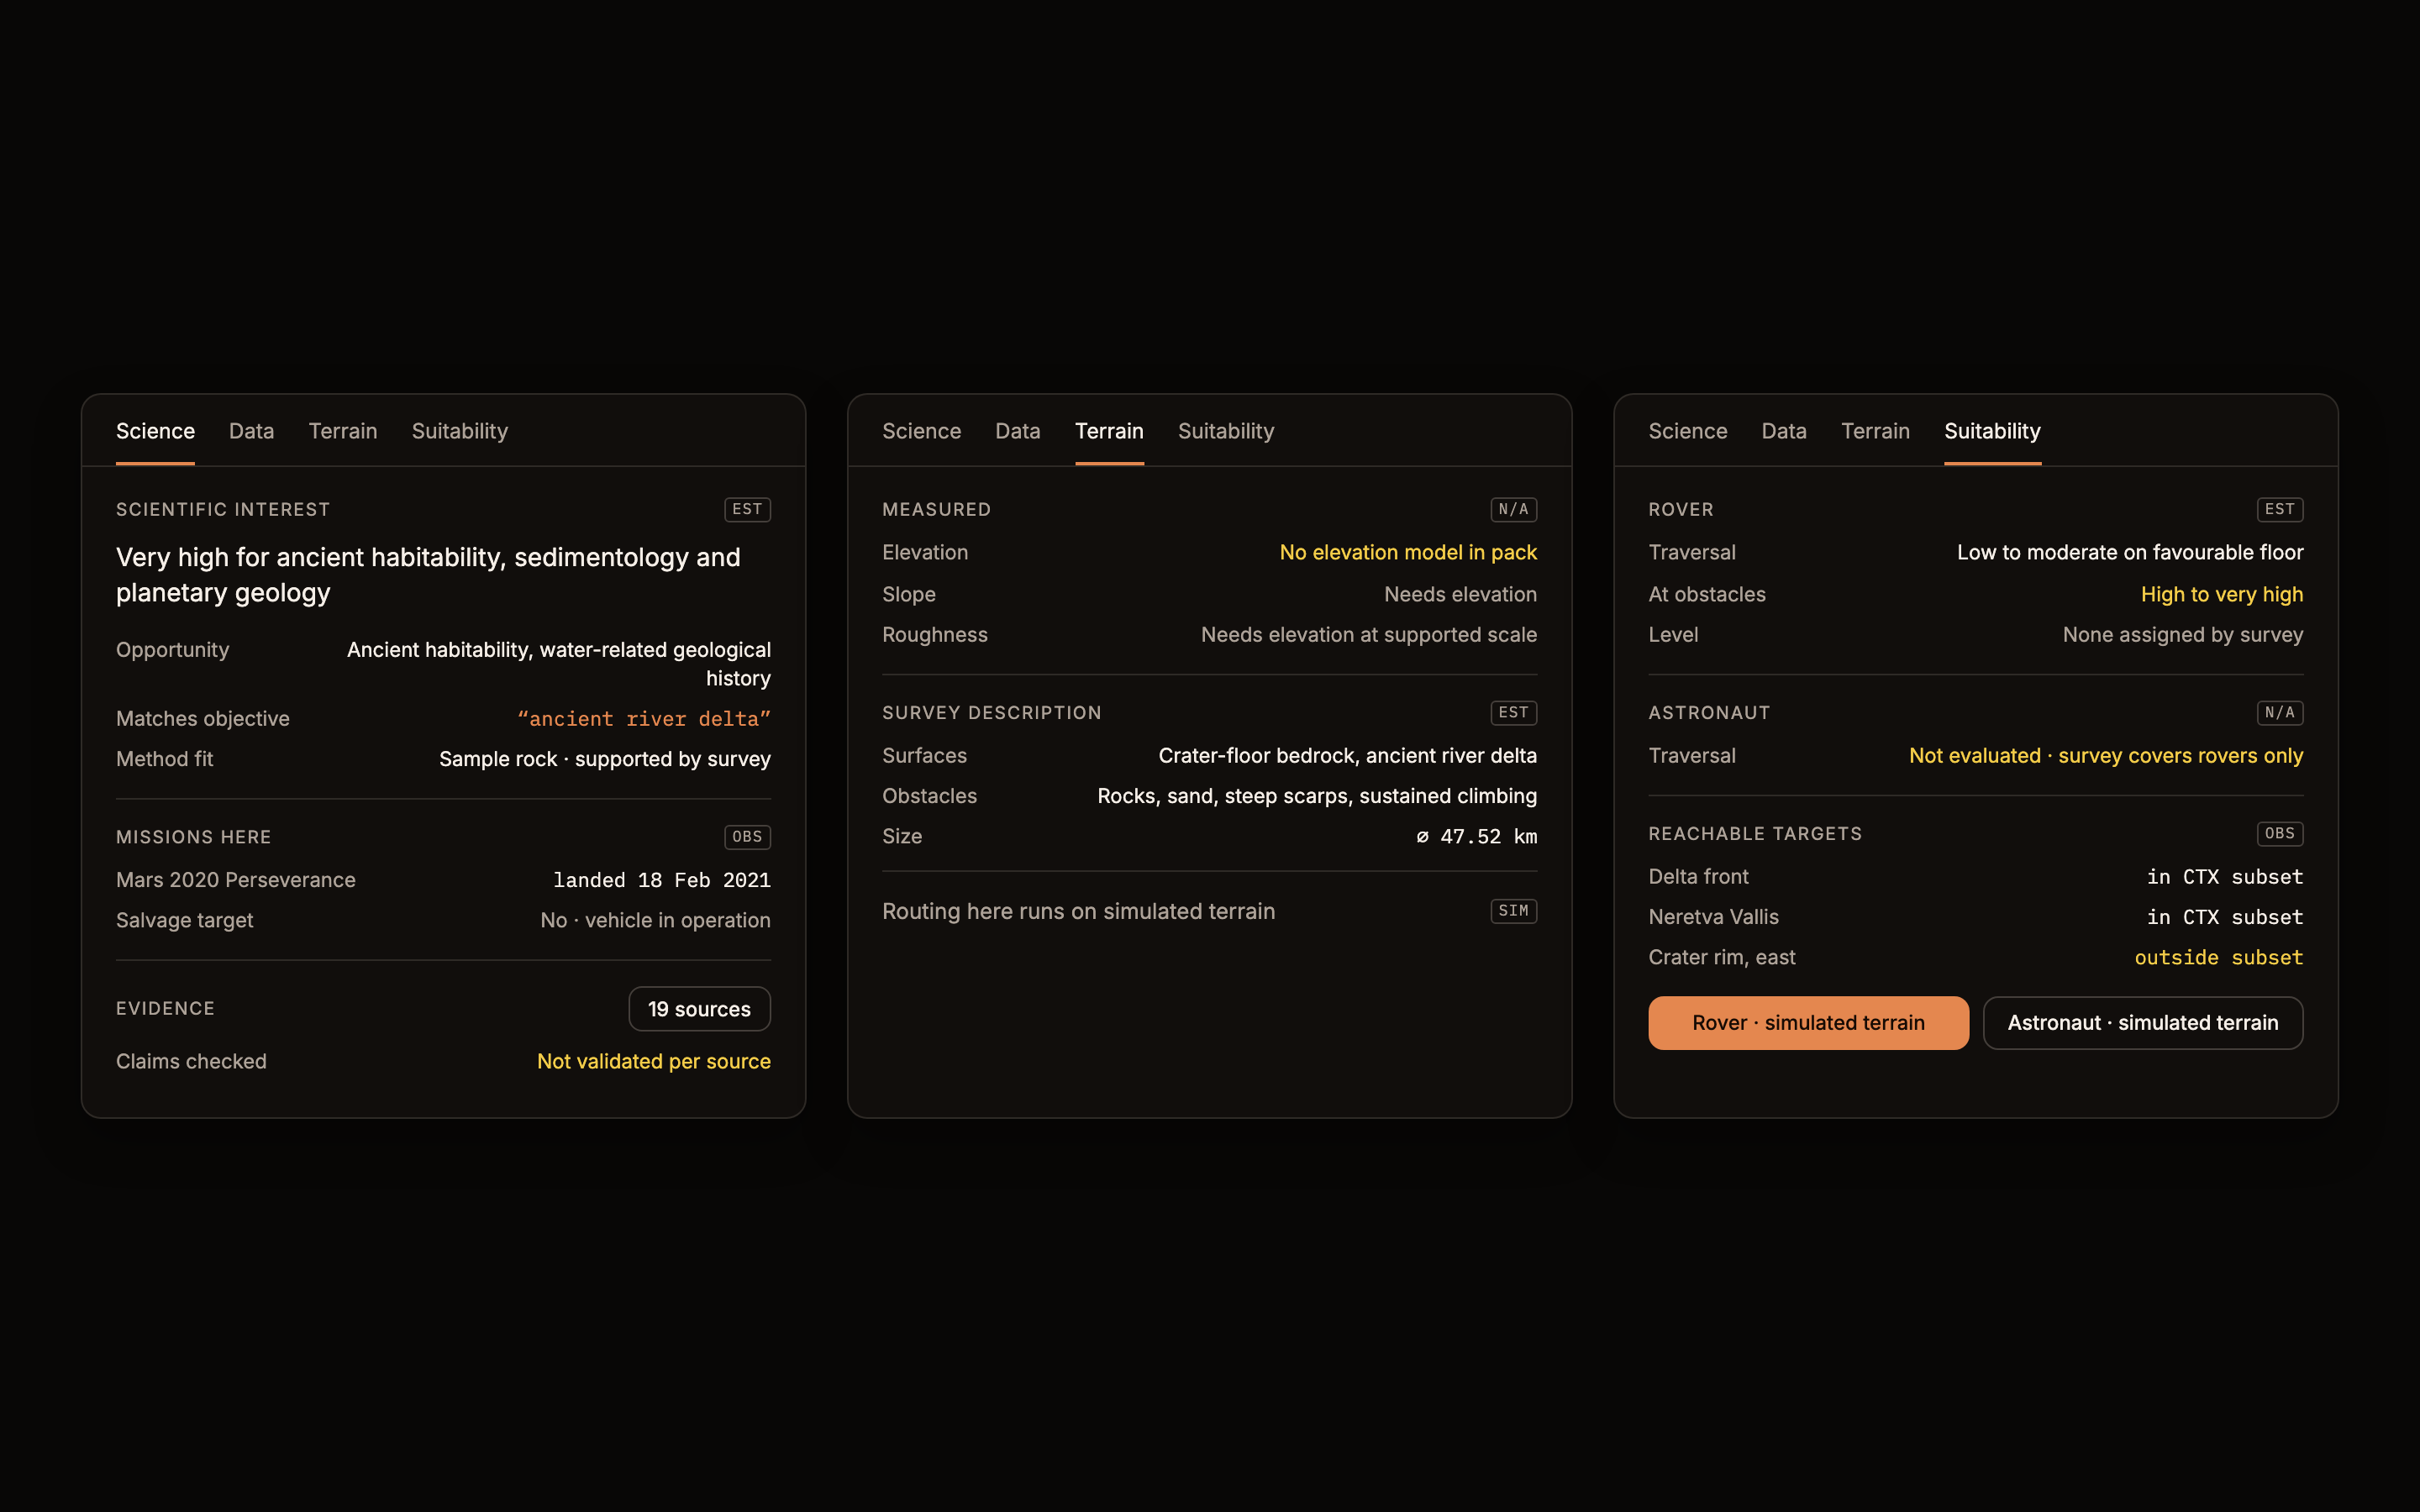 Science Data Terrain Suitability
SCIENTIFIC INTEREST EST
Very high for ancient habitability, sedimentology and
planetary geology
Opportunity Ancient habitability, water-related geological
history
Matches objective “ancient river delta”
Method fit Sample rock · supported by survey
MISSIONS HERE OBS
Mars 2020 Perseverance landed 18 Feb 2021
Salvage target No · vehicle in operation
EVIDENCE 19 sources
Claims checked Not validated per source
Science Data Terrain Suitability
MEASURED N/A
Elevation No elevation model in pack
Slope Needs elevation
Roughness Needs elevation at supported scale
SURVEY DESCRIPTION EST
Surfaces Crater-floor bedrock, ancient river delta
Obstacles Rocks, sand, steep scarps, sustained climbing
Size ⌀ 47.52 km
Routing here runs on simulated terrain SIM
Science Data Terrain Suitability
ROVER EST
Traversal Low to moderate on favourable floor
At obstacles High to very high
Level None assigned by survey
ASTRONAUT N/A
Traversal Not evaluated · survey covers rovers only
REACHABLE TARGETS OBS
Delta front in CTX subset
Neretva Vallis in CTX subset
Crater rim, east outside subset
Rover · simulated terrain Astronaut · simulated terrain